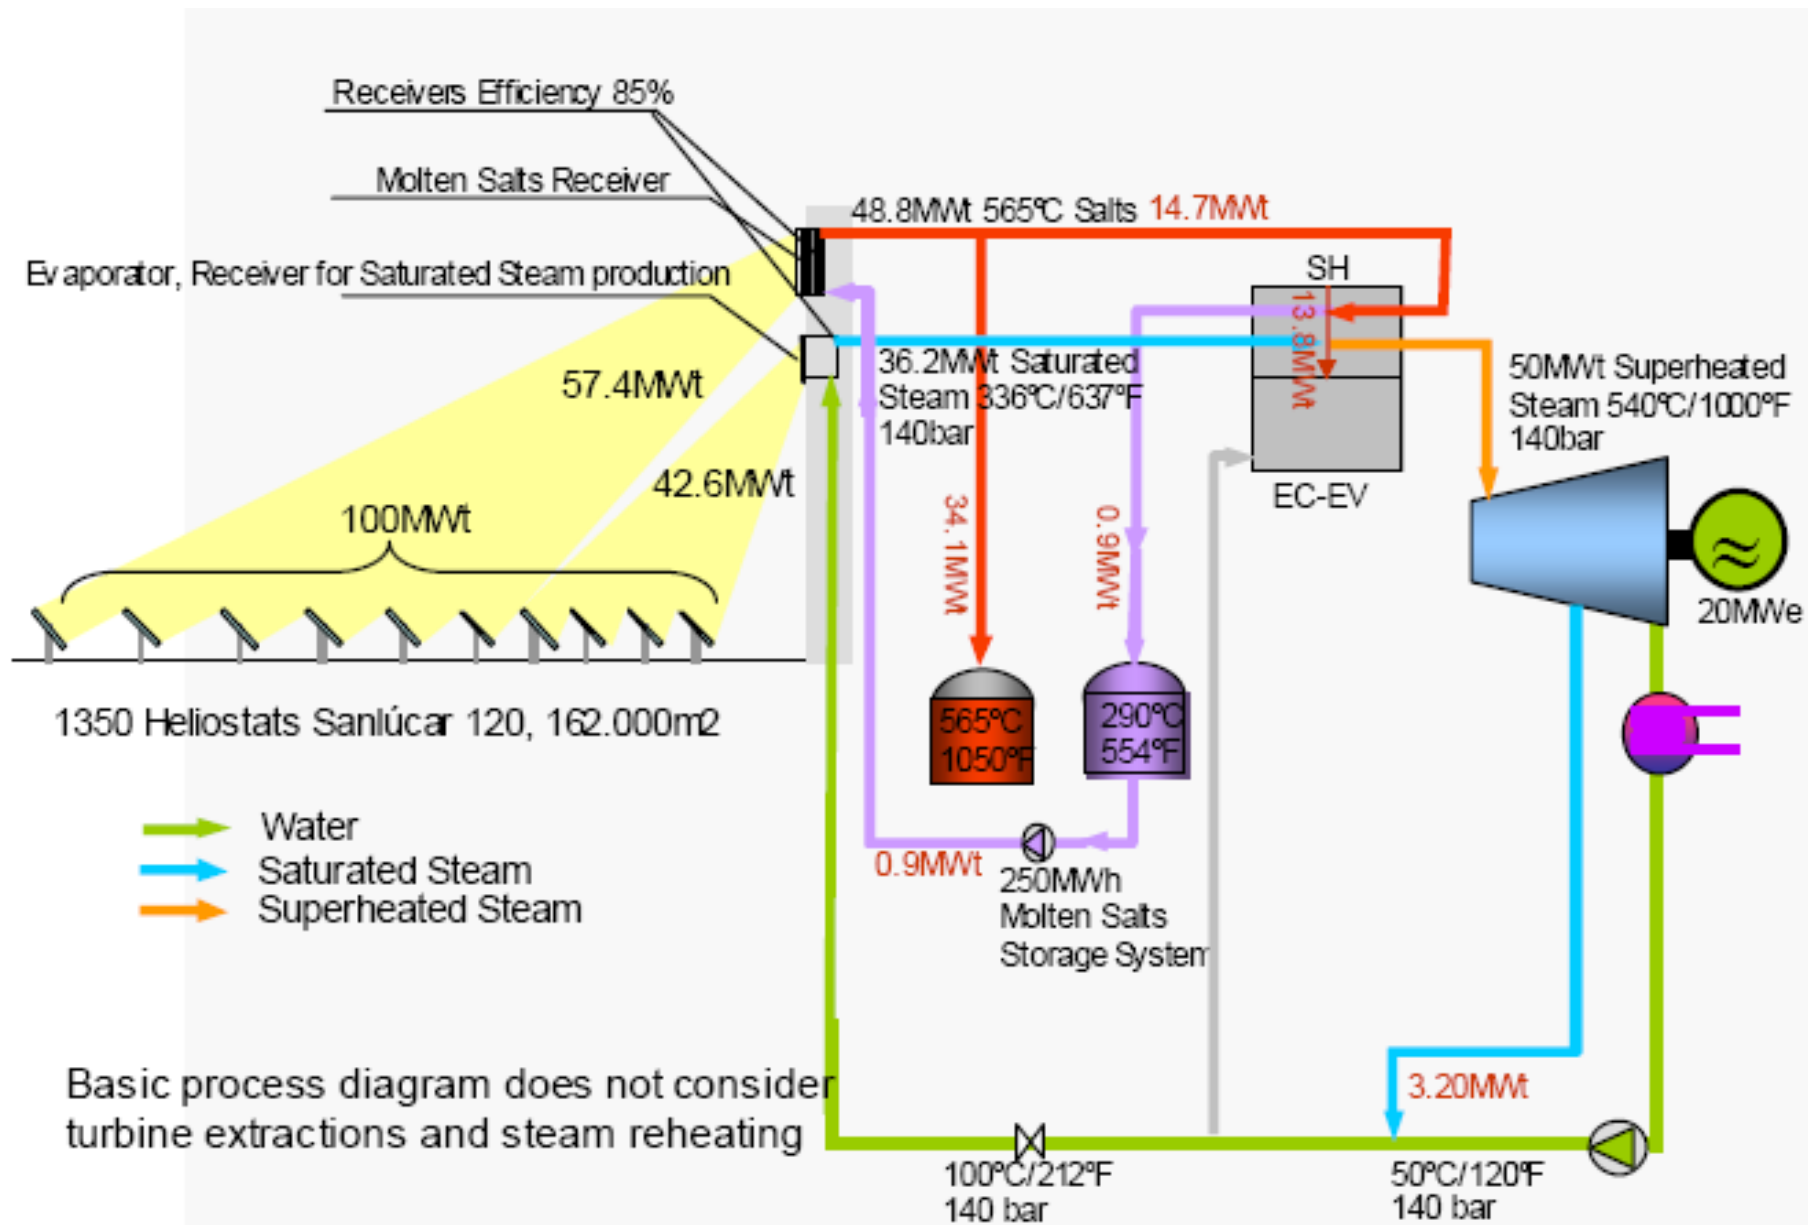 Receivers Efficiency 85%
Molten Salts Receiver
48.8MWt 565ºC Salts 14.7MWt
Evaporator, Receiver for Saturated Steam production
SH
13.8MWt
57.4MWt
36.2MWt Saturated
Steam 336ºC/637ºF
140bar
50MWt Superheated
Steam 540ºC/1000ºF
140bar
42.6MWt
EC-EV
100MWt
34.1MWt
0.9MWt
20MWe
1350 Heliostats Sanlúcar 120, 162.000m2
565ºC
1050ºF
290ºC
554ºF
Water
Saturated Steam
Superheated Steam
0.9MWt
250MWh
Molten Salts
Storage System
Basic process diagram does not consider
turbine extractions and steam reheating
3.20MWt
100ºC/212ºF
140 bar
50ºC/120ºF
140 bar